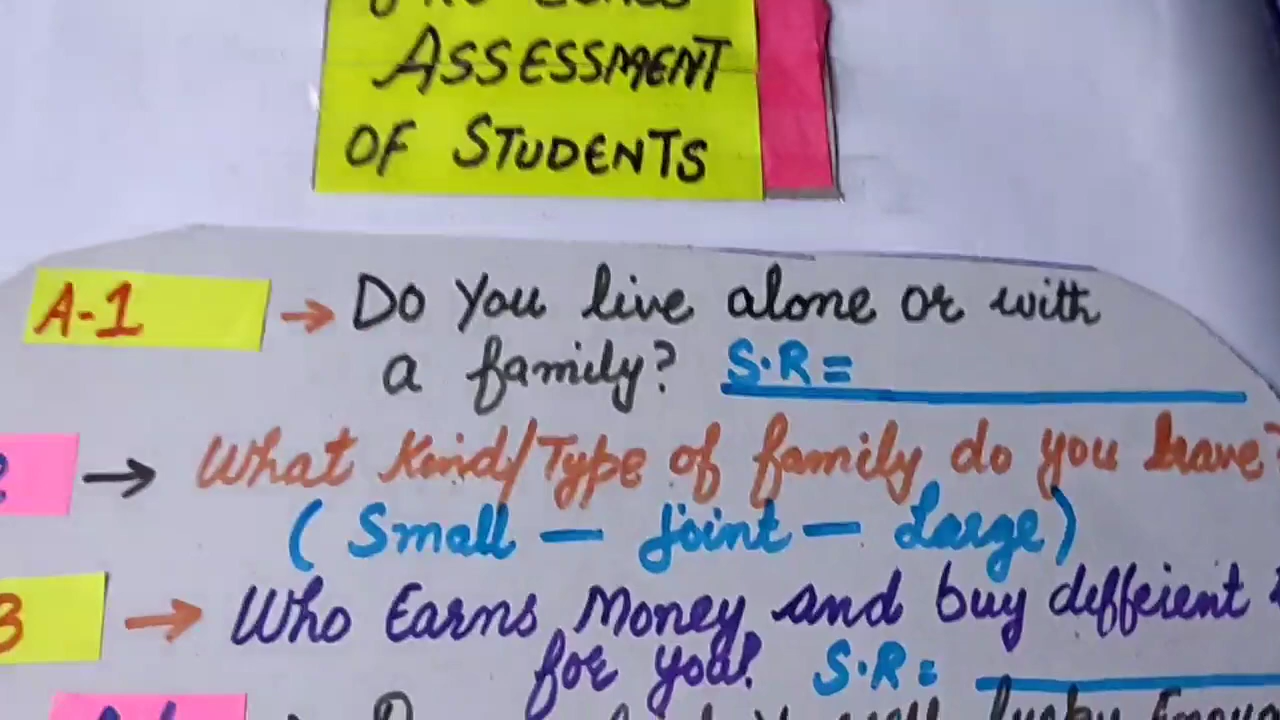 ASSESSMENT
OF STUDENTS
A-1 → Do You live alone or with
a family? S.R =
→ What Kind/Type of family do you have?
(Small — joint — Large)
3 → Who Earns Money and buy deffeient
for you? S.R =